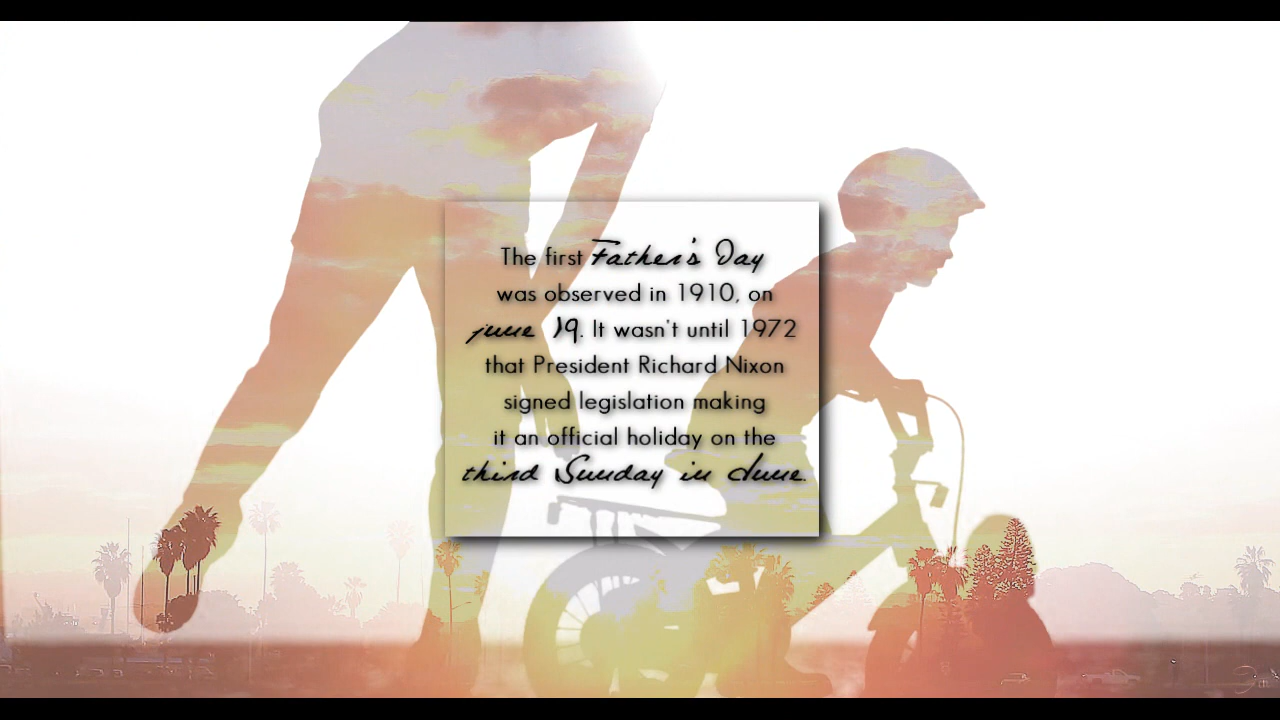 The first Father's Day
was observed in 1910, on
june 19. It wasn't until 1972
that President Richard Nixon
signed legislation making
it an official holiday on the
third Sunday in June.